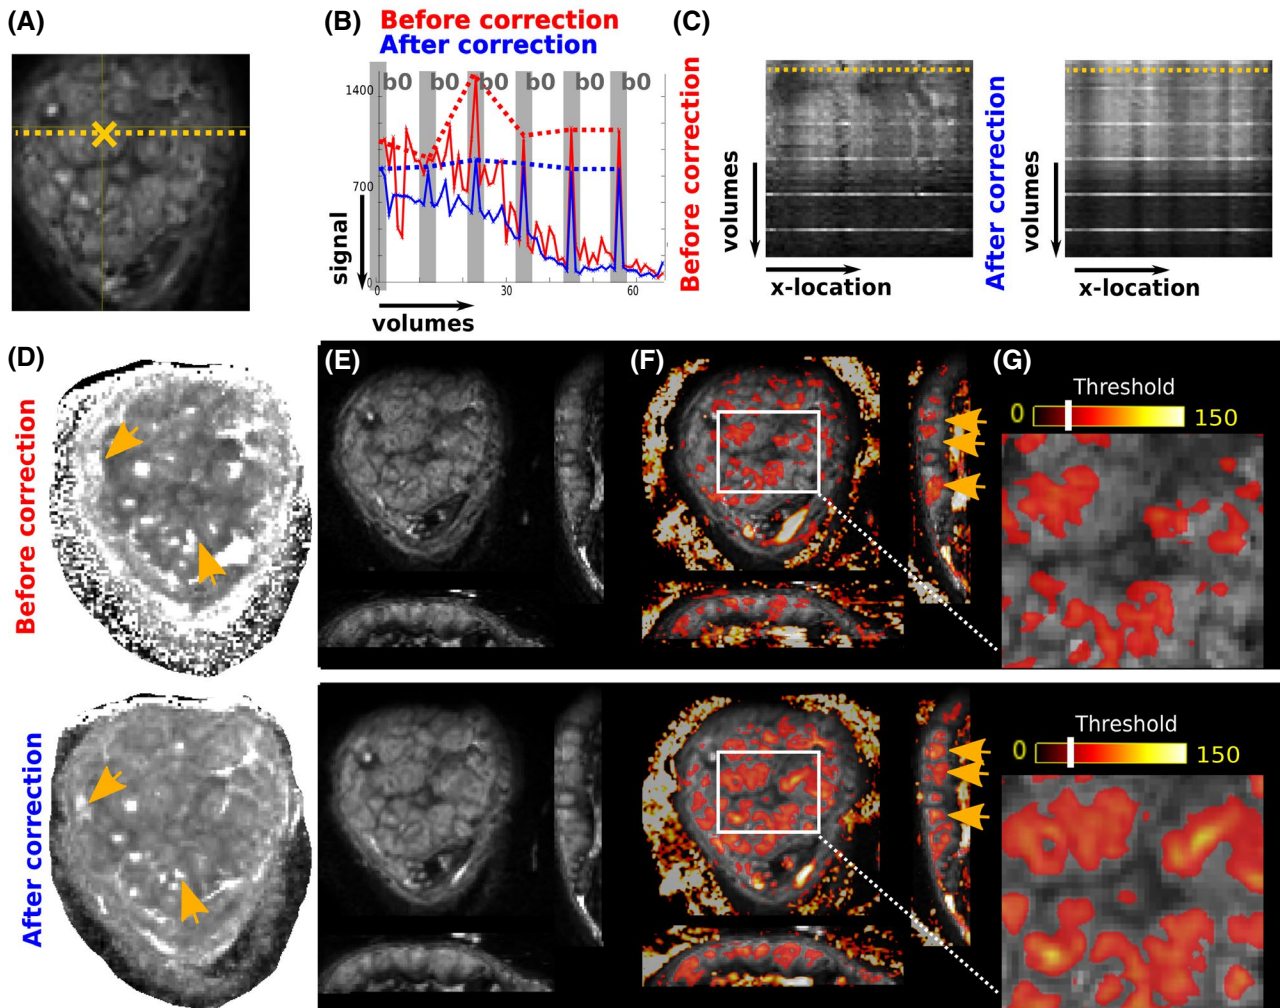 (A)
(B)
Before correction
After correction
(C)
b0 b0 b0 b0 b0 b0
1400
700
0
0 30 60
signal
volumes
Before correction
volumes
x-location
After correction
volumes
x-location
(D)
Before correction
After correction
(E)
(F)
(G)
Threshold
0 150
Threshold
0 150